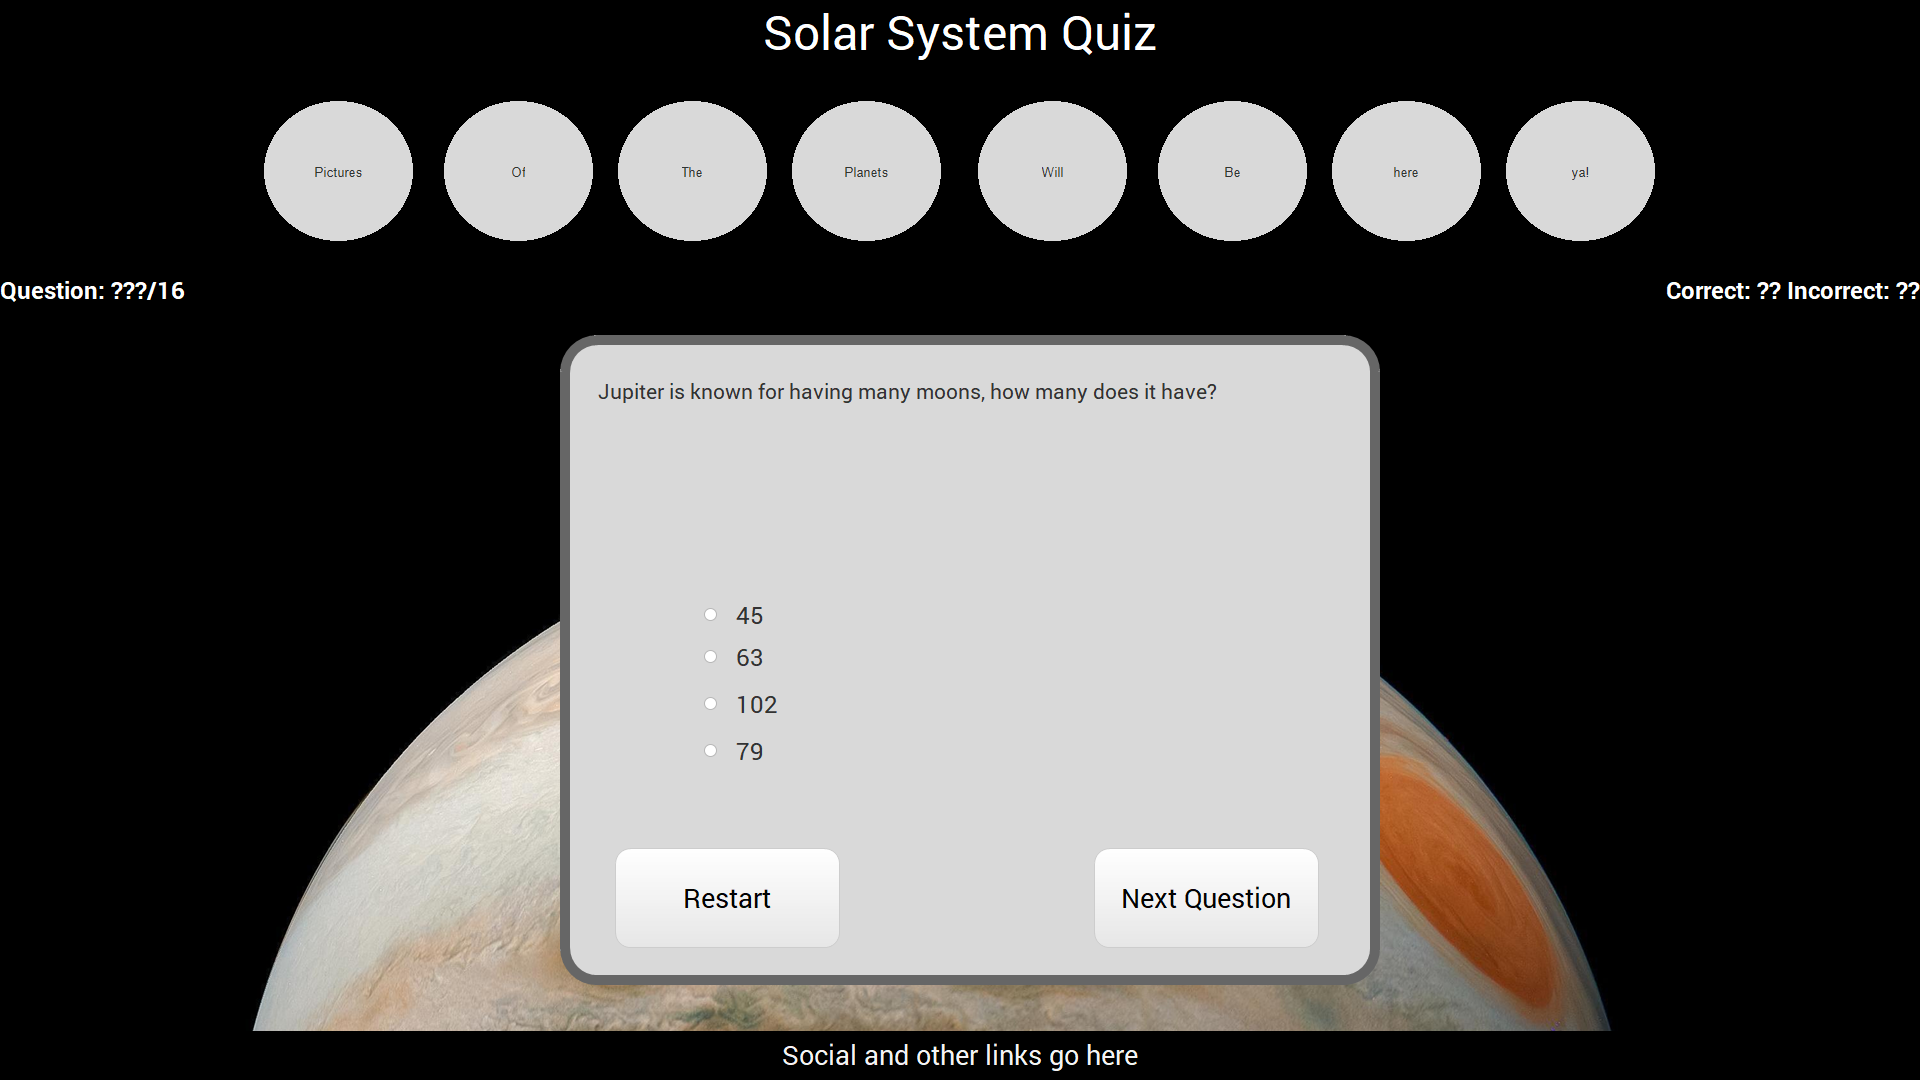 Solar System Quiz
Pictures
Of
The
Planets
Will
Be
here
ya!
Question: ???/16
Correct: ?? Incorrect: ??
Jupiter is known for having many moons, how many does it have?
45
63
102
79
Restart
Next Question
Social and other links go here